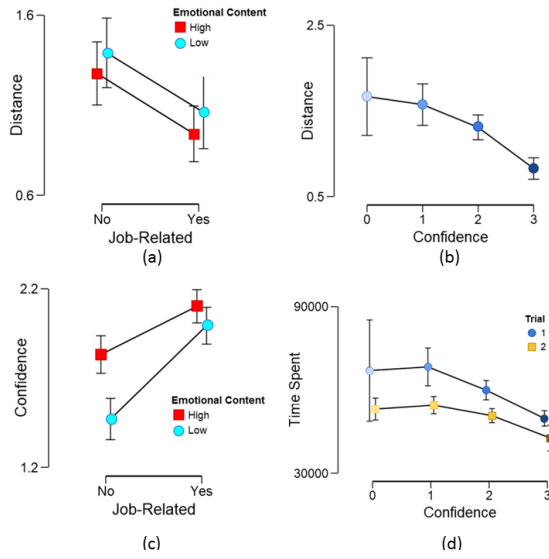 1.6
0.6
Distance
Emotional Content
High
Low
No
Yes
Job-Related
(a)
2.5
0.5
Distance
0
1
2
3
Confidence
(b)
2.2
1.2
Confidence
Emotional Content
High
Low
No
Yes
Job-Related
(c)
90000
30000
Time Spent
Trial
1
2
0
1
2
3
Confidence
(d)